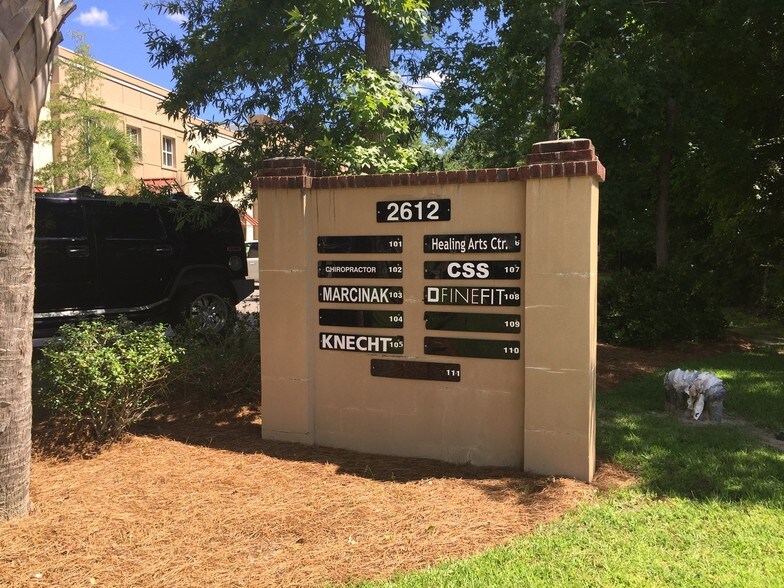 2612
101
CHIROPRACTOR 102
MARCINAK 103
104
KNECHT 105
Healing Arts Ctr. 6
CSS 107
DFINEFIT 108
109
110
111